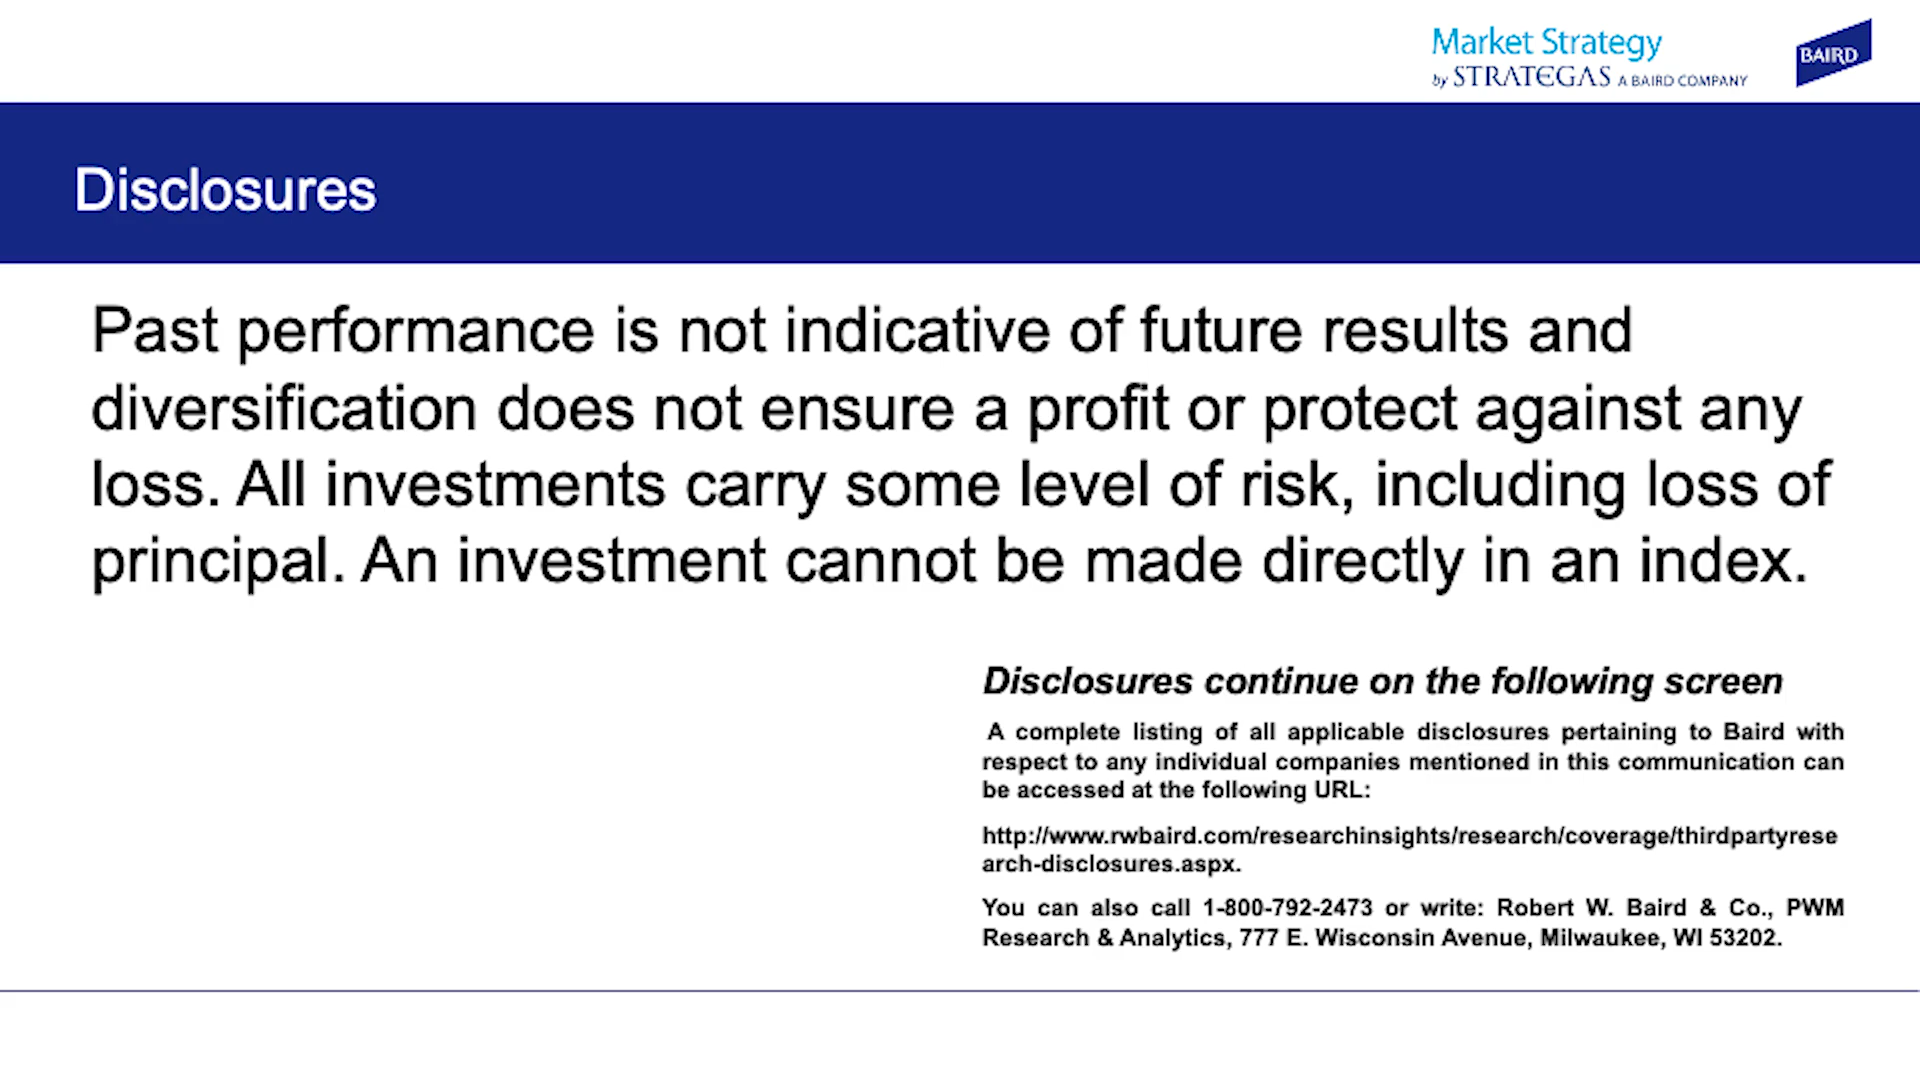 Market Strategy
by STRATEGAS A BAIRD COMPANY
BAIRD
Disclosures
Past performance is not indicative of future results and
diversification does not ensure a profit or protect against any
loss. All investments carry some level of risk, including loss of
principal. An investment cannot be made directly in an index.
Disclosures continue on the following screen
A complete listing of all applicable disclosures pertaining to Baird with
respect to any individual companies mentioned in this communication can
be accessed at the following URL:
http://www.rwbaird.com/researchinsights/research/coverage/thirdpartyrese
arch-disclosures.aspx.
You can also call 1-800-792-2473 or write: Robert W. Baird & Co., PWM
Research & Analytics, 777 E. Wisconsin Avenue, Milwaukee, WI 53202.